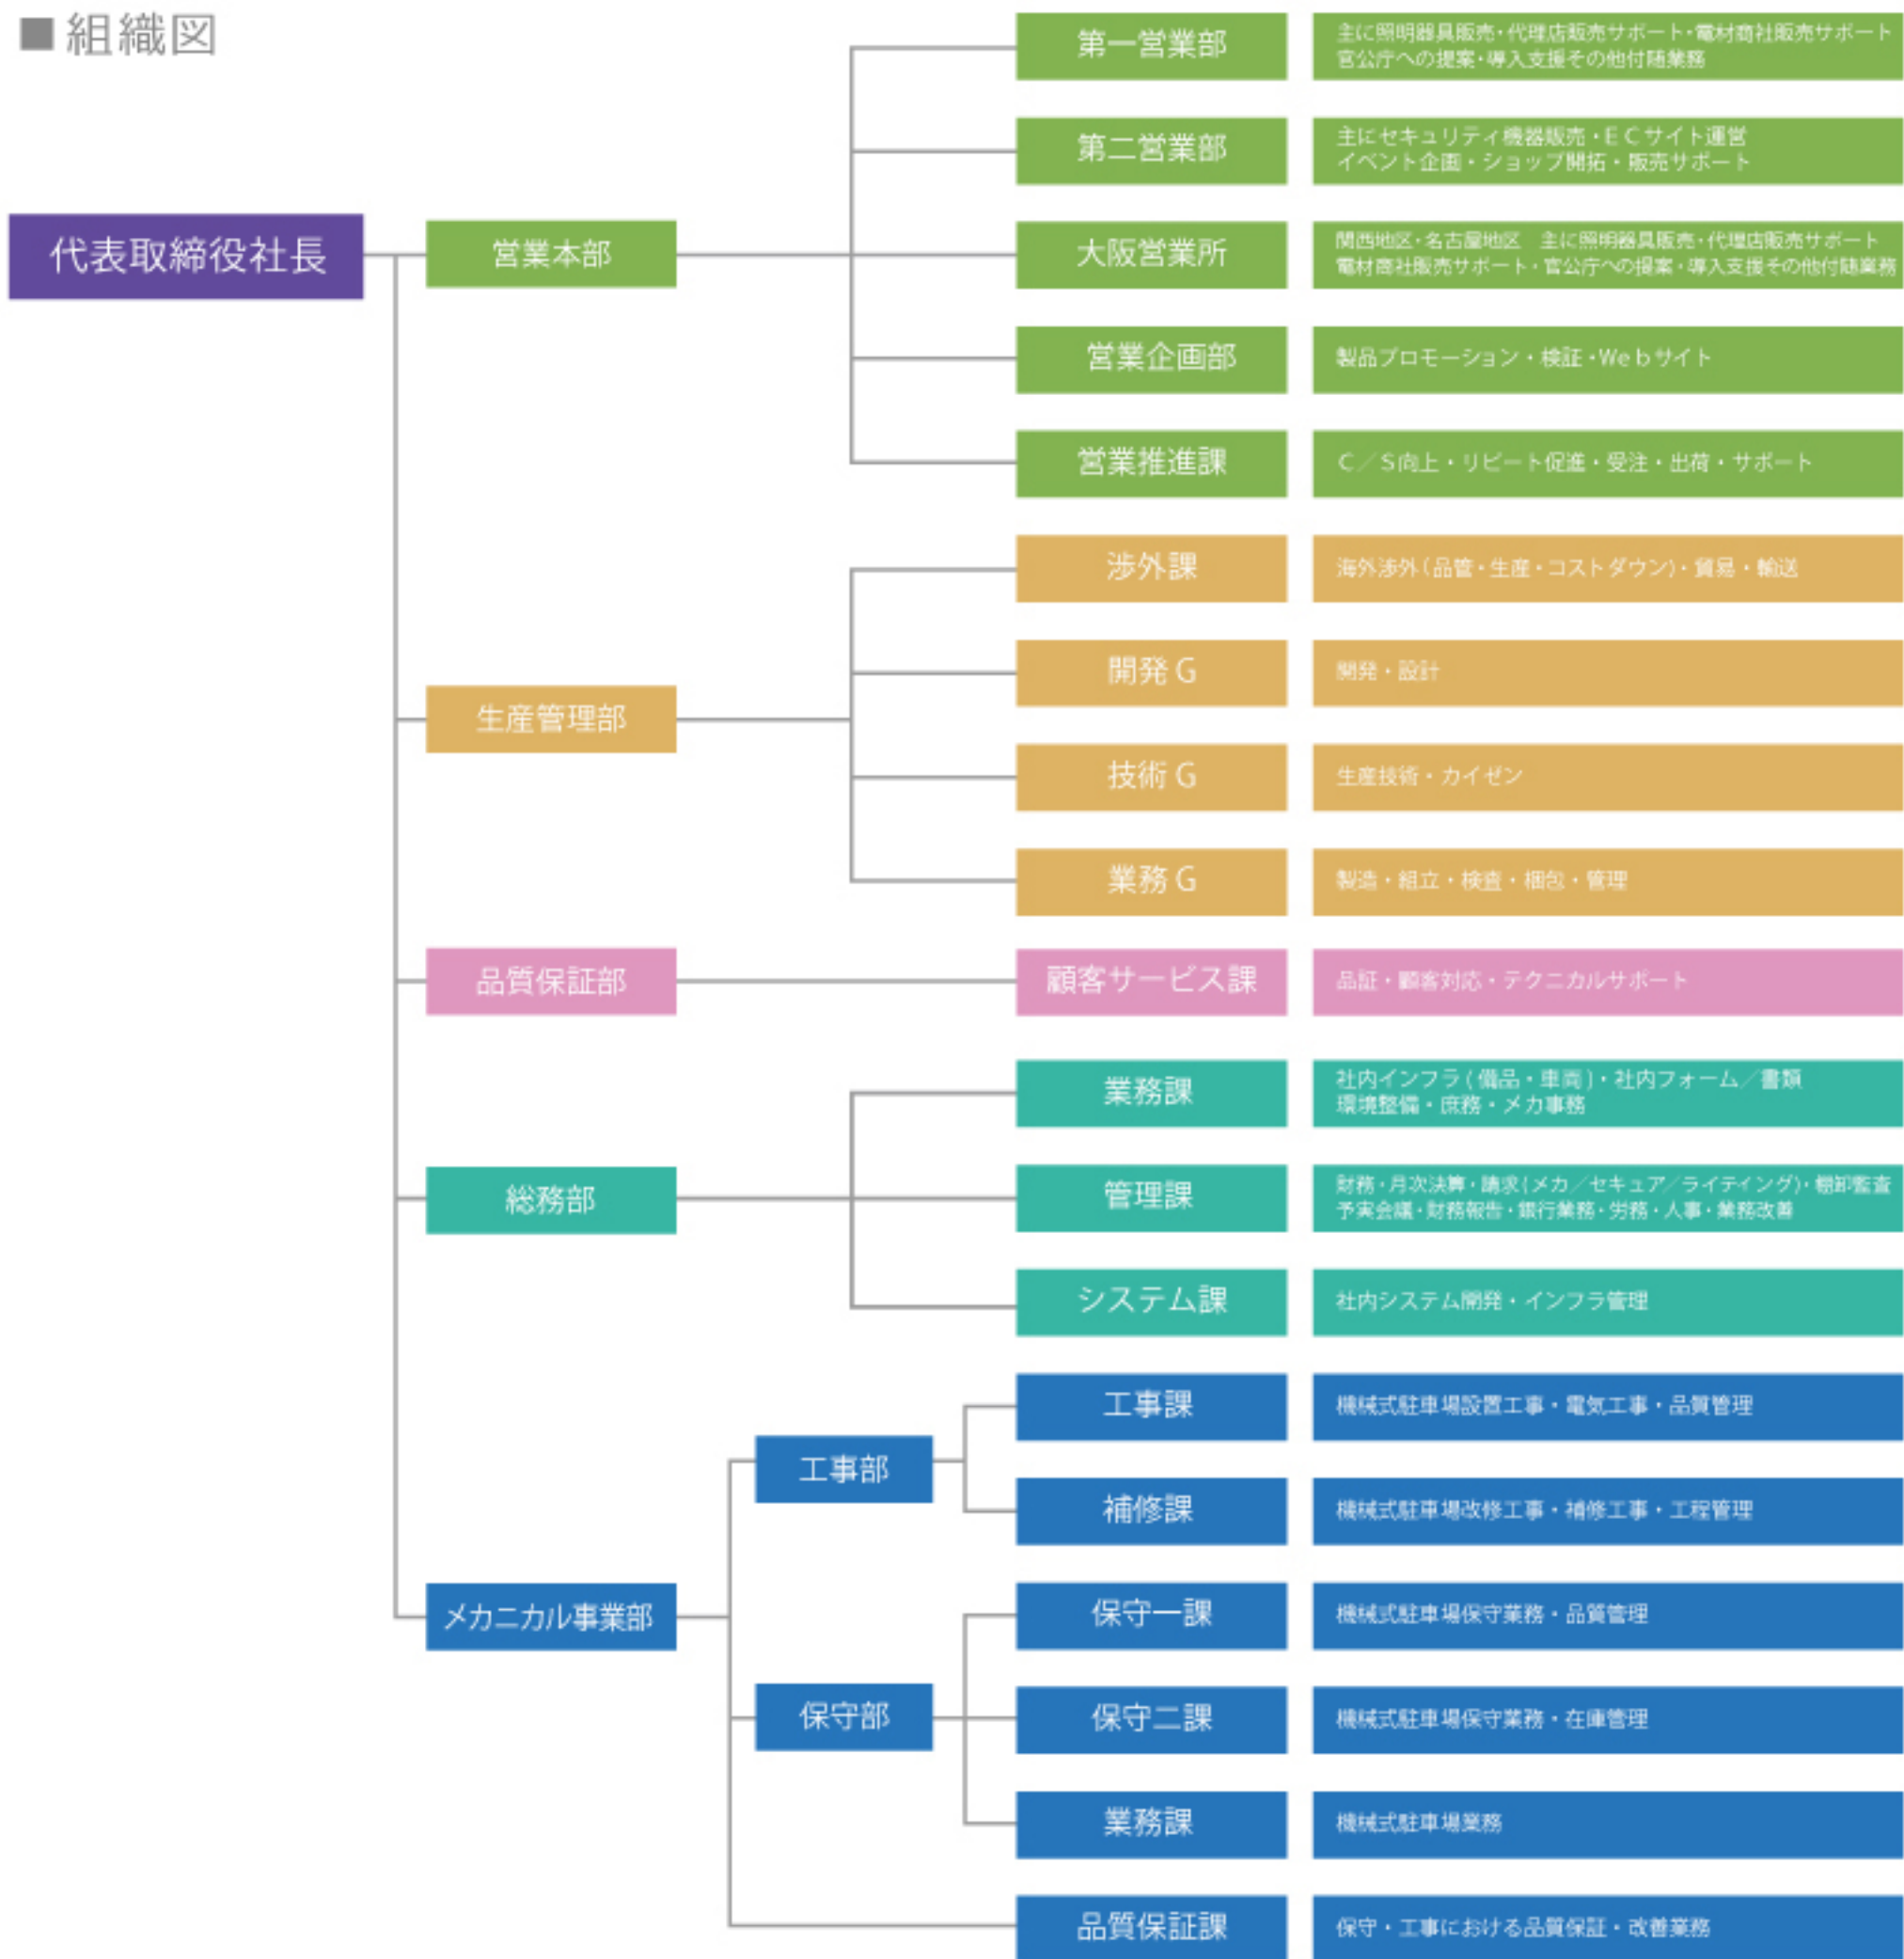 ■組織図
代表取締役社長
営業本部
第一営業部
主に照明器具販売・代理店販売サポート・電材商社販売サポート
官公庁への提案・導入支援その他付随業務
第二営業部
主にセキュリティ機器販売・ECサイト運営
イベント企画・ショップ開拓・販売サポート
大阪営業所
関西地区・名古屋地区　主に照明器具販売・代理店販売サポート
電材商社販売サポート・官公庁への提案・導入支援その他付随業務
営業企画部
製品プロモーション・検証・Webサイト
営業推進課
C／S向上・リピート促進・受注・出荷・サポート
生産管理部
渉外課
海外渉外(品管・生産・コストダウン)・貿易・輸送
開発 G
開発・設計
技術 G
生産技術・カイゼン
業務 G
製造・組立・検査・梱包・管理
品質保証部
顧客サービス課
品証・顧客対応・テクニカルサポート
総務部
業務課
社内インフラ(備品・車両)・社内フォーム／書類
環境整備・庶務・メカ事務
管理課
財務・月次決算・請求(メカ／セキュア／ライティング)・棚卸監査
予実会議・財務報告・銀行業務・労務・人事・業務改善
システム課
社内システム開発・インフラ管理
メカニカル事業部
工事部
工事課
機械式駐車場設置工事・電気工事・品質管理
補修課
機械式駐車場改修工事・補修工事・工程管理
保守部
保守一課
機械式駐車場保守業務・品質管理
保守二課
機械式駐車場保守業務・在庫管理
業務課
機械式駐車場業務
品質保証課
保守・工事における品質保証・改善業務